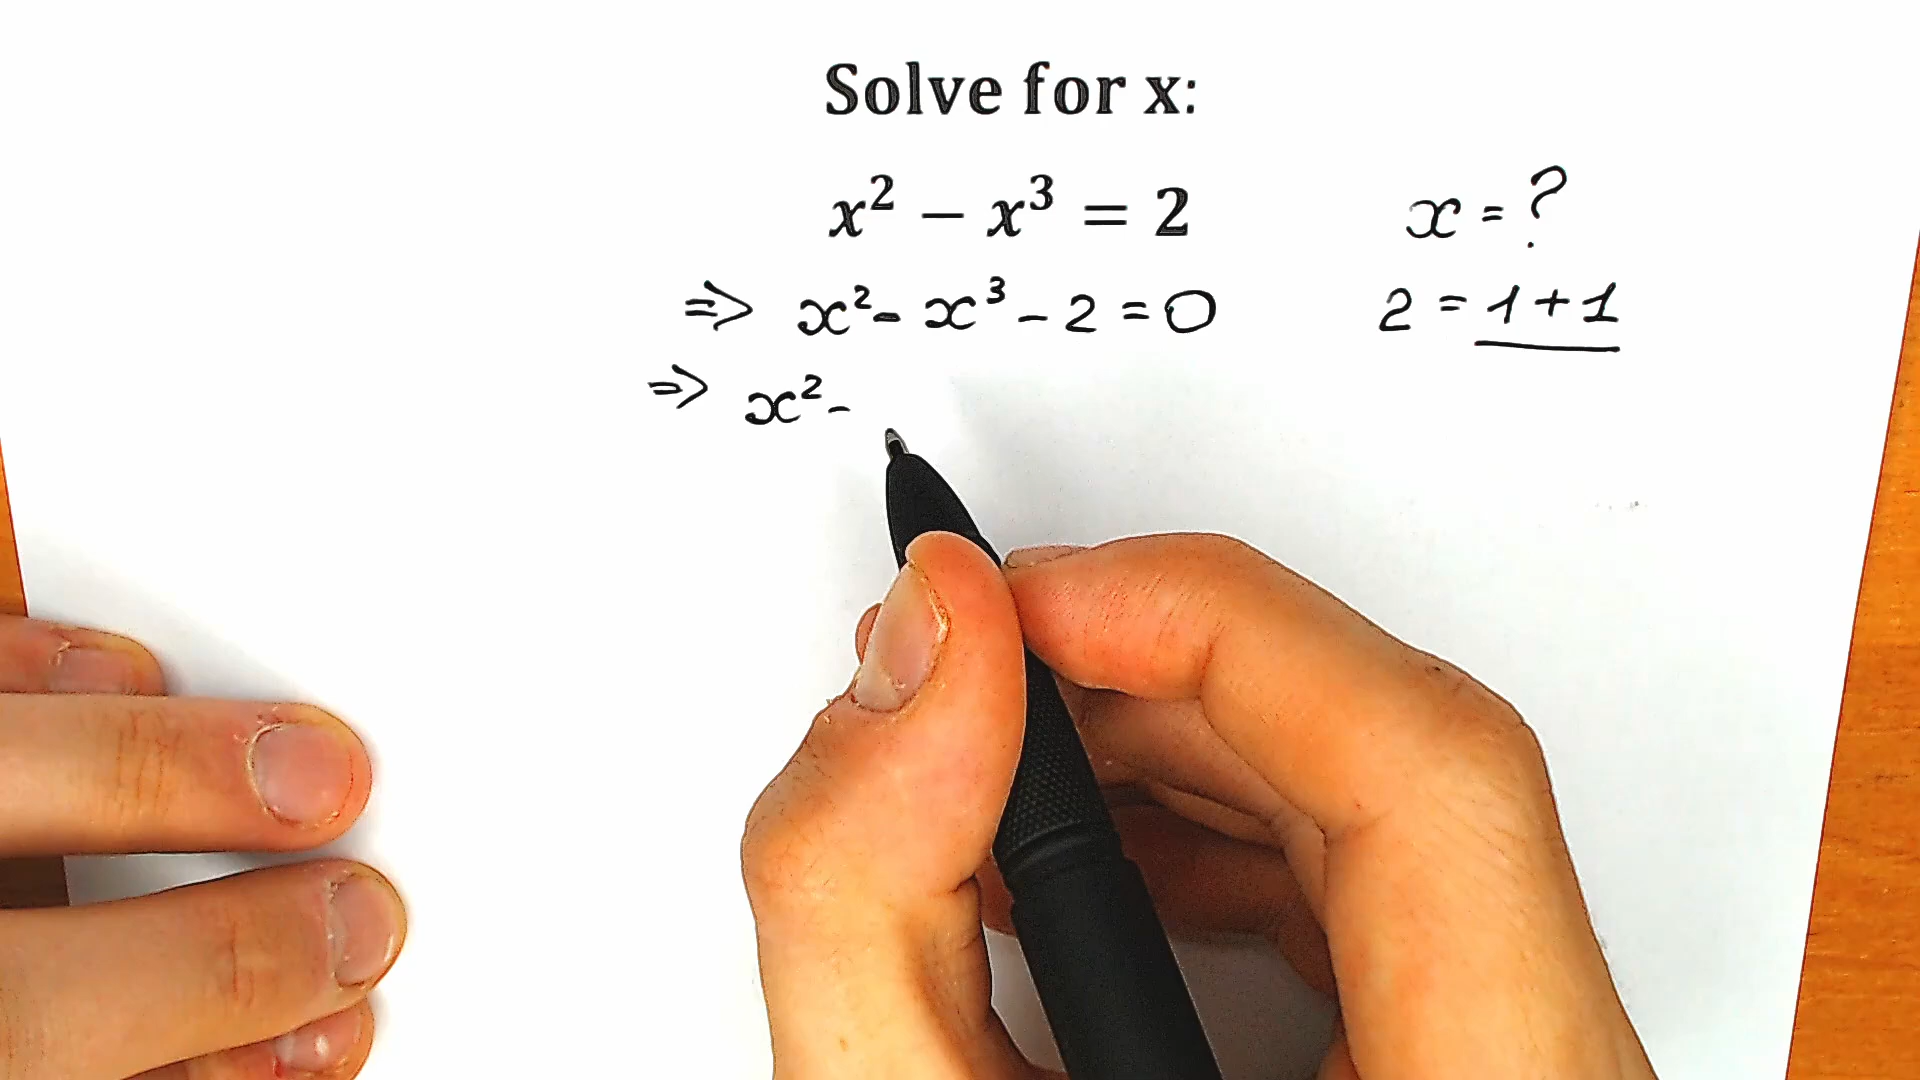 Solve for x:
x² − x³ = 2
x = ?
=> x² - x³ - 2 = 0
2 = 1 + 1
=> x² -